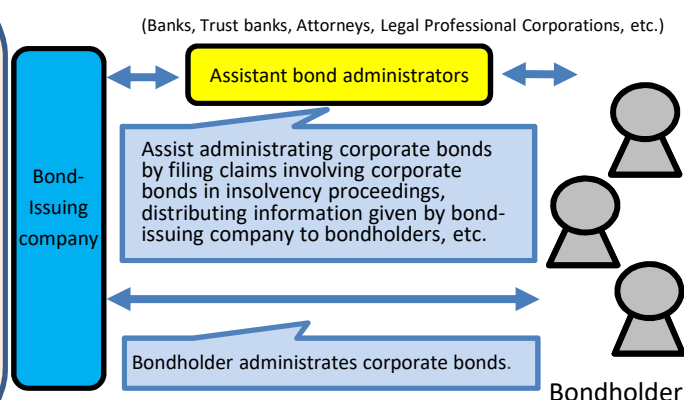 (Banks, Trust banks, Attorneys, Legal Professional Corporations, etc.)
Assistant bond administrators
Assist administrating corporate bonds
by filing claims involving corporate
bonds in insolvency proceedings,
distributing information given by bond-
issuing company to bondholders, etc.
Bond-
Issuing
company
Bondholder administrates corporate bonds.
Bondholder